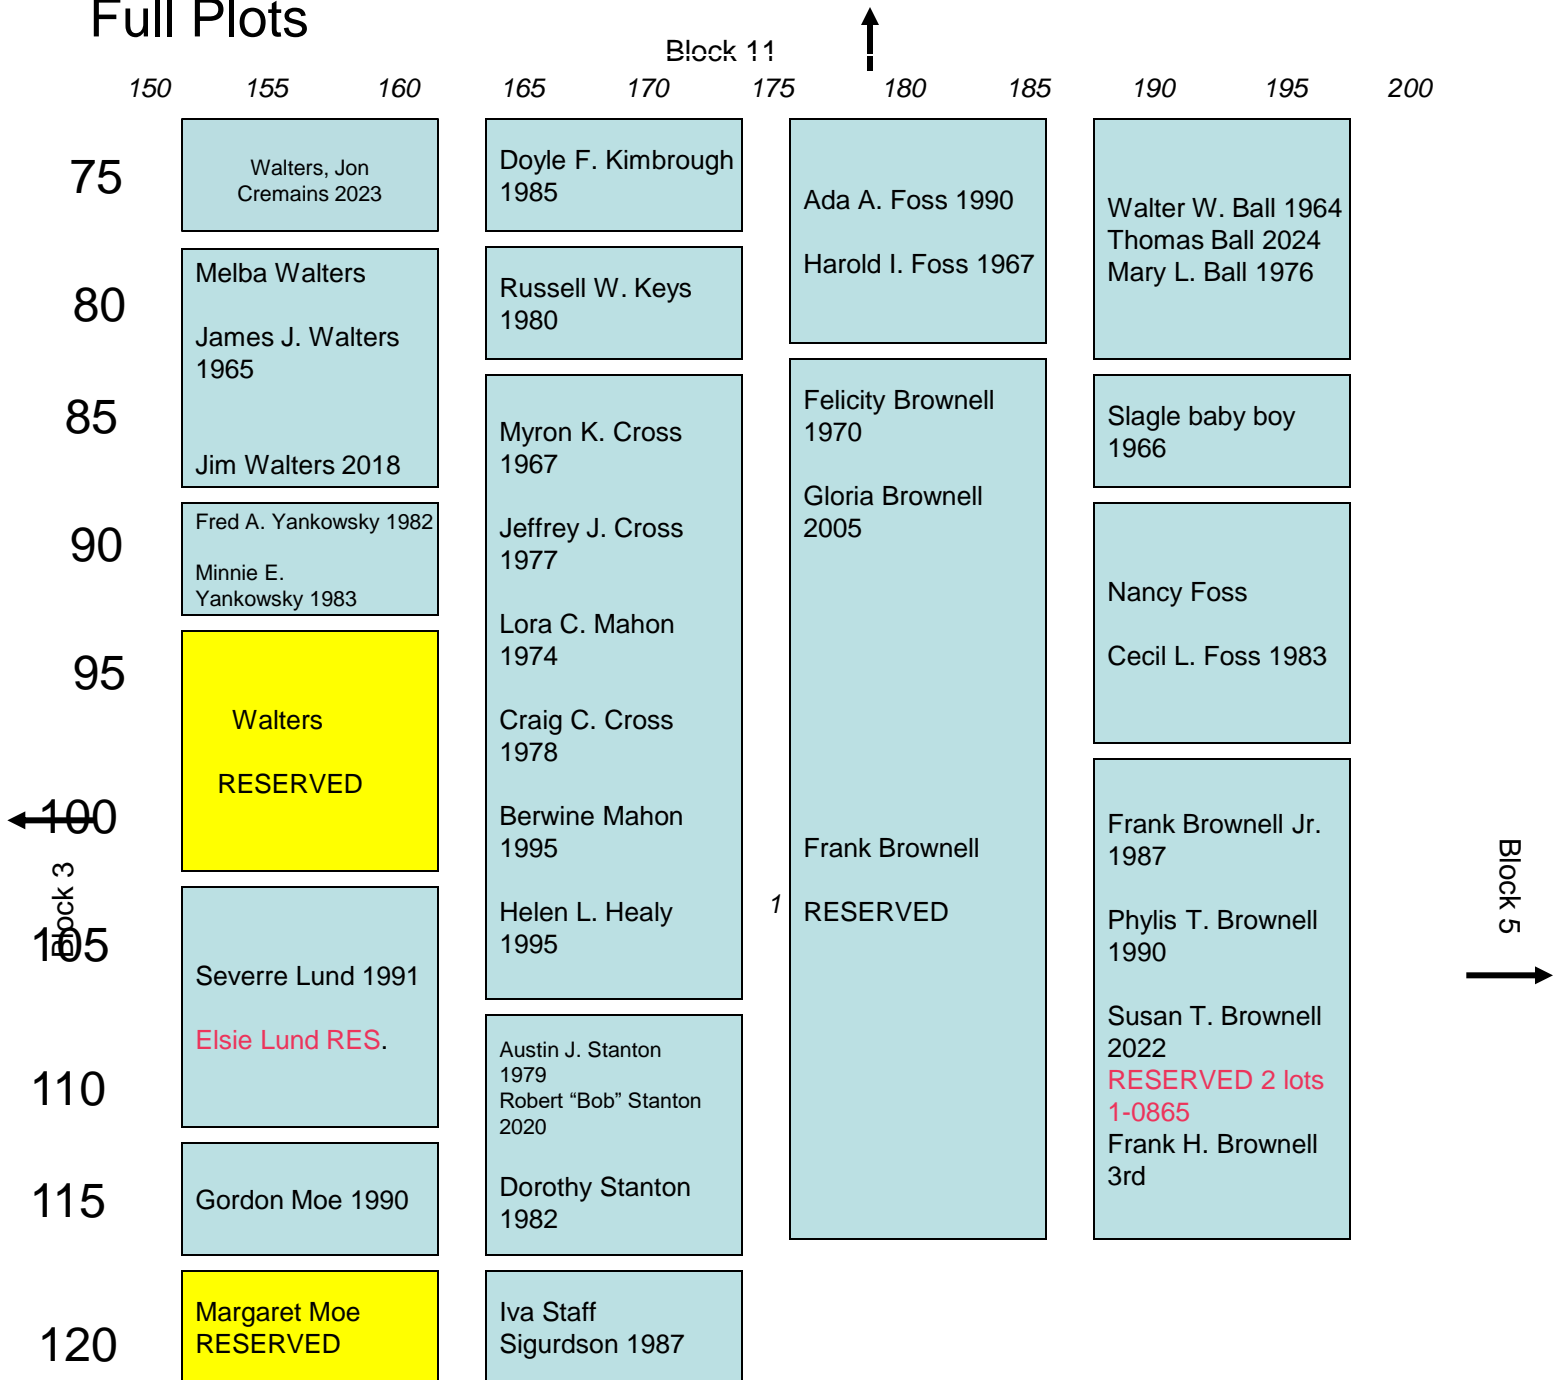 Full Plots
Block 11
150 155 160 165 170 175 180 185 190 195 200
75
80
85
90
95
100
105
110
115
120
Block 3
Walters, Jon
Cremains 2023
Melba Walters
James J. Walters
1965
Jim Walters 2018
Fred A. Yankowsky 1982
Minnie E.
Yankowsky 1983
Walters
RESERVED
Severre Lund 1991
Elsie Lund RES.
Gordon Moe 1990
Margaret Moe
RESERVED
Doyle F. Kimbrough
1985
Russell W. Keys
1980
Myron K. Cross
1967
Jeffrey J. Cross
1977
Lora C. Mahon
1974
Craig C. Cross
1978
Berwine Mahon
1995
Helen L. Healy
1995
Austin J. Stanton
1979
Robert “Bob” Stanton
2020
Dorothy Stanton
1982
Iva Staff
Sigurdson 1987
Ada A. Foss 1990
Harold I. Foss 1967
Felicity Brownell
1970
Gloria Brownell
2005
Frank Brownell
1
RESERVED
Walter W. Ball 1964
Thomas Ball 2024
Mary L. Ball 1976
Slagle baby boy
1966
Nancy Foss
Cecil L. Foss 1983
Frank Brownell Jr.
1987
Phylis T. Brownell
1990
Susan T. Brownell
2022
RESERVED 2 lots
1-0865
Frank H. Brownell
3rd
Block 5